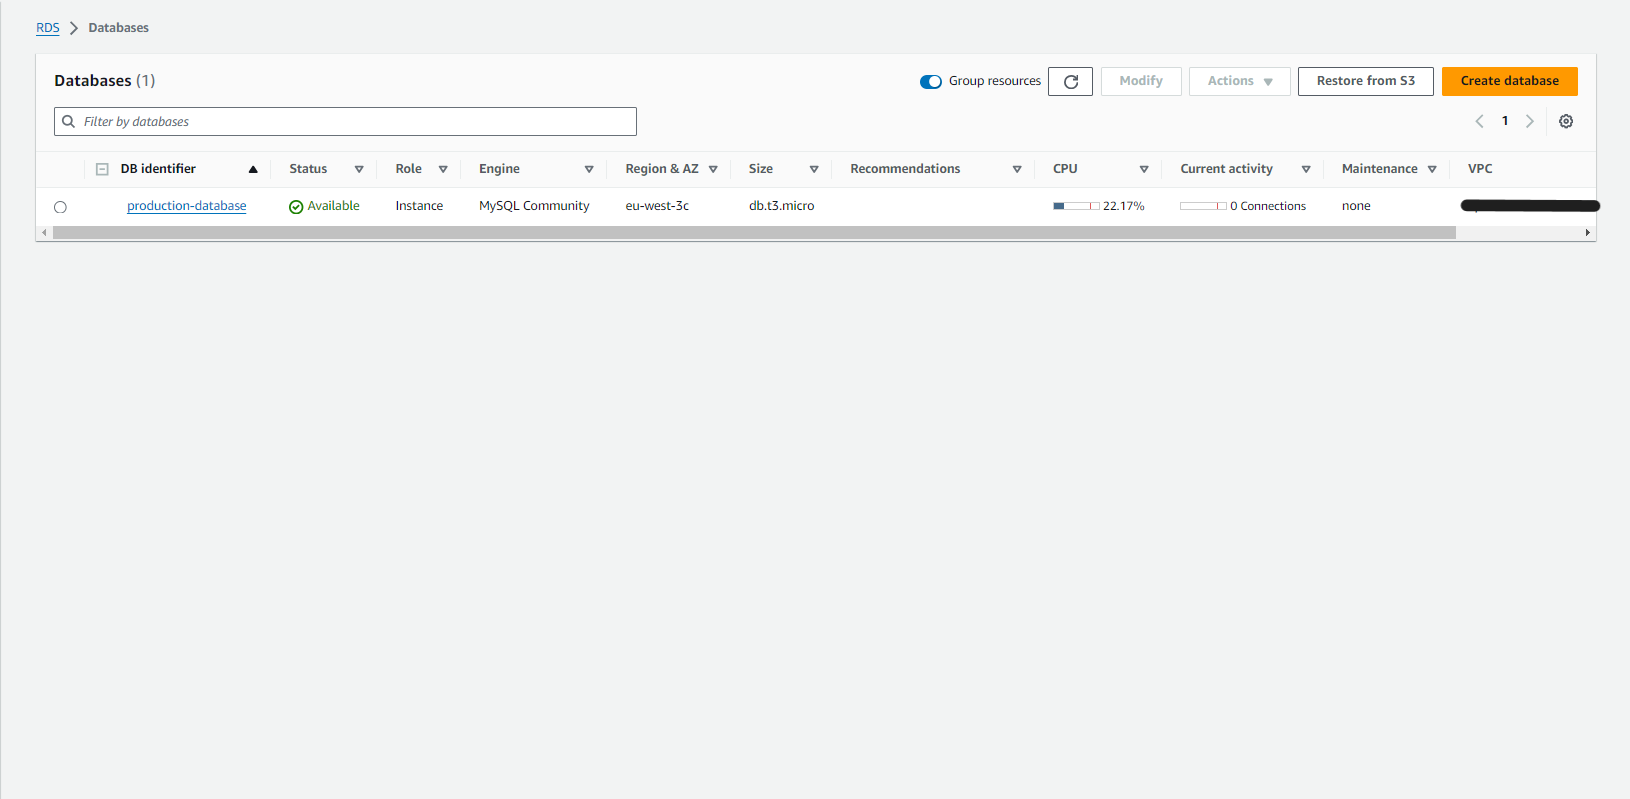 RDS > Databases
Databases (1) Group resources Modify Actions Restore from S3 Create database
Filter by databases 1
DB identifier Status Role Engine Region & AZ Size Recommendations CPU Current activity Maintenance VPC
production-database Available Instance MySQL Community eu-west-3c db.t3.micro 22.17% 0 Connections none